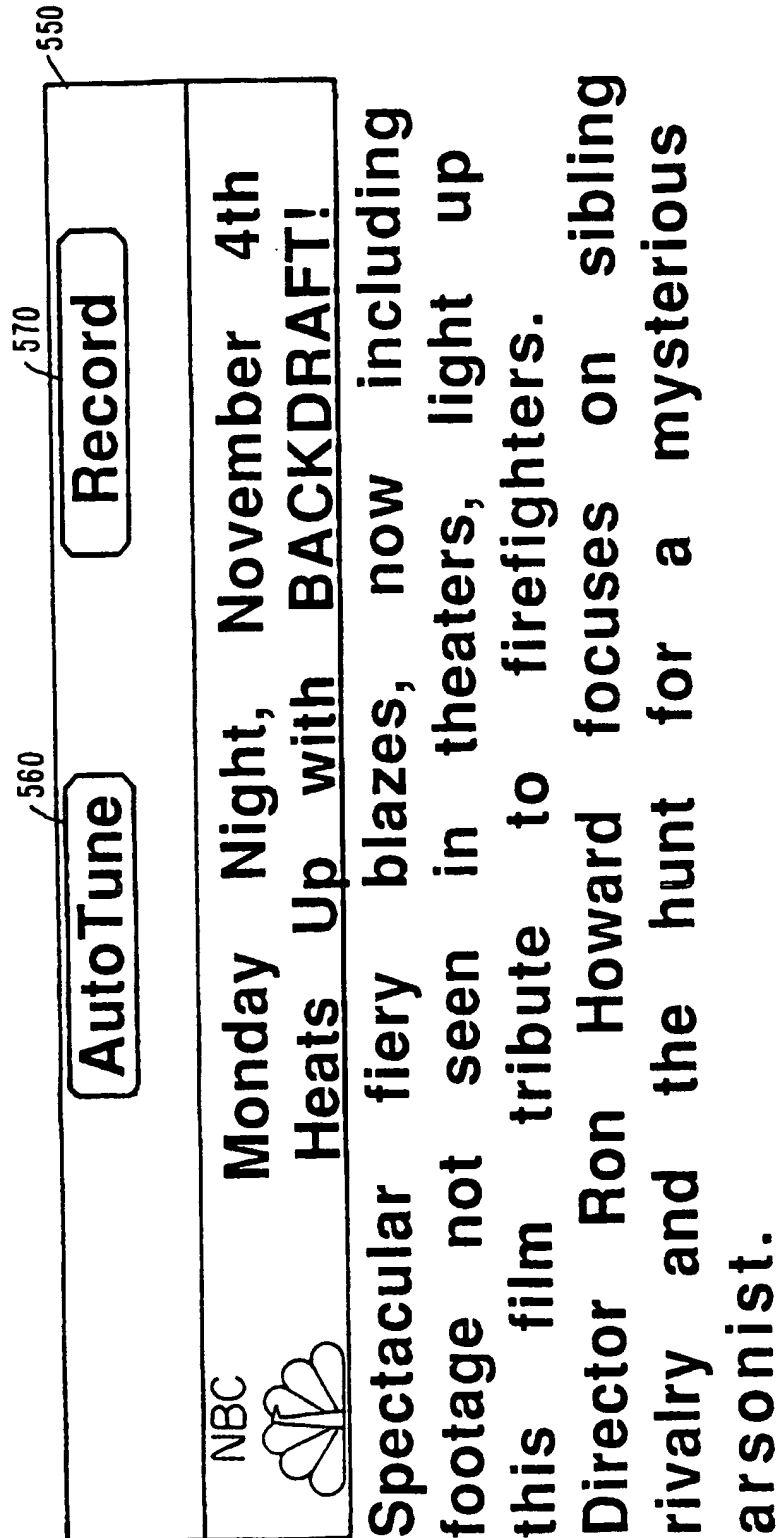 550
560
570
AutoTune Record
NBC
Monday Night, November 4th
Heats Up with BACKDRAFT!
Spectacular fiery blazes, now including
footage not seen in theaters, light up
this film tribute to firefighters.
Director Ron Howard focuses on sibling
rivalry and the hunt for a mysterious
arsonist.